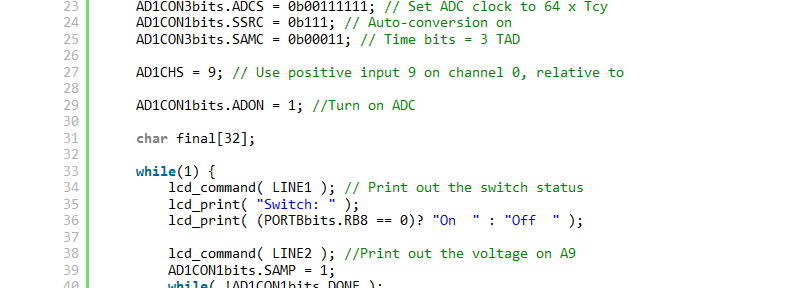 23 AD1CON3bits.ADCS = 0b00111111; // Set ADC clock to 64 x Tcy
24 AD1CON1bits.SSRC = 0b111; // Auto-conversion on
25 AD1CON3bits.SAMC = 0b00011; // Time bits = 3 TAD
26
27 AD1CHS = 9; // Use positive input 9 on channel 0, relative to
28
29 AD1CON1bits.ADON = 1; //Turn on ADC
30
31 char final[32];
32
33 while(1) {
34 lcd_command( LINE1 ); // Print out the switch status
35 lcd_print( "Switch: " );
36 lcd_print( (PORTBbits.RB8 == 0)? "On  " : "Off  " );
37
38 lcd_command( LINE2 ); //Print out the voltage on A9
39 AD1CON1bits.SAMP = 1;
40 while( !AD1CON1bits.DONE );